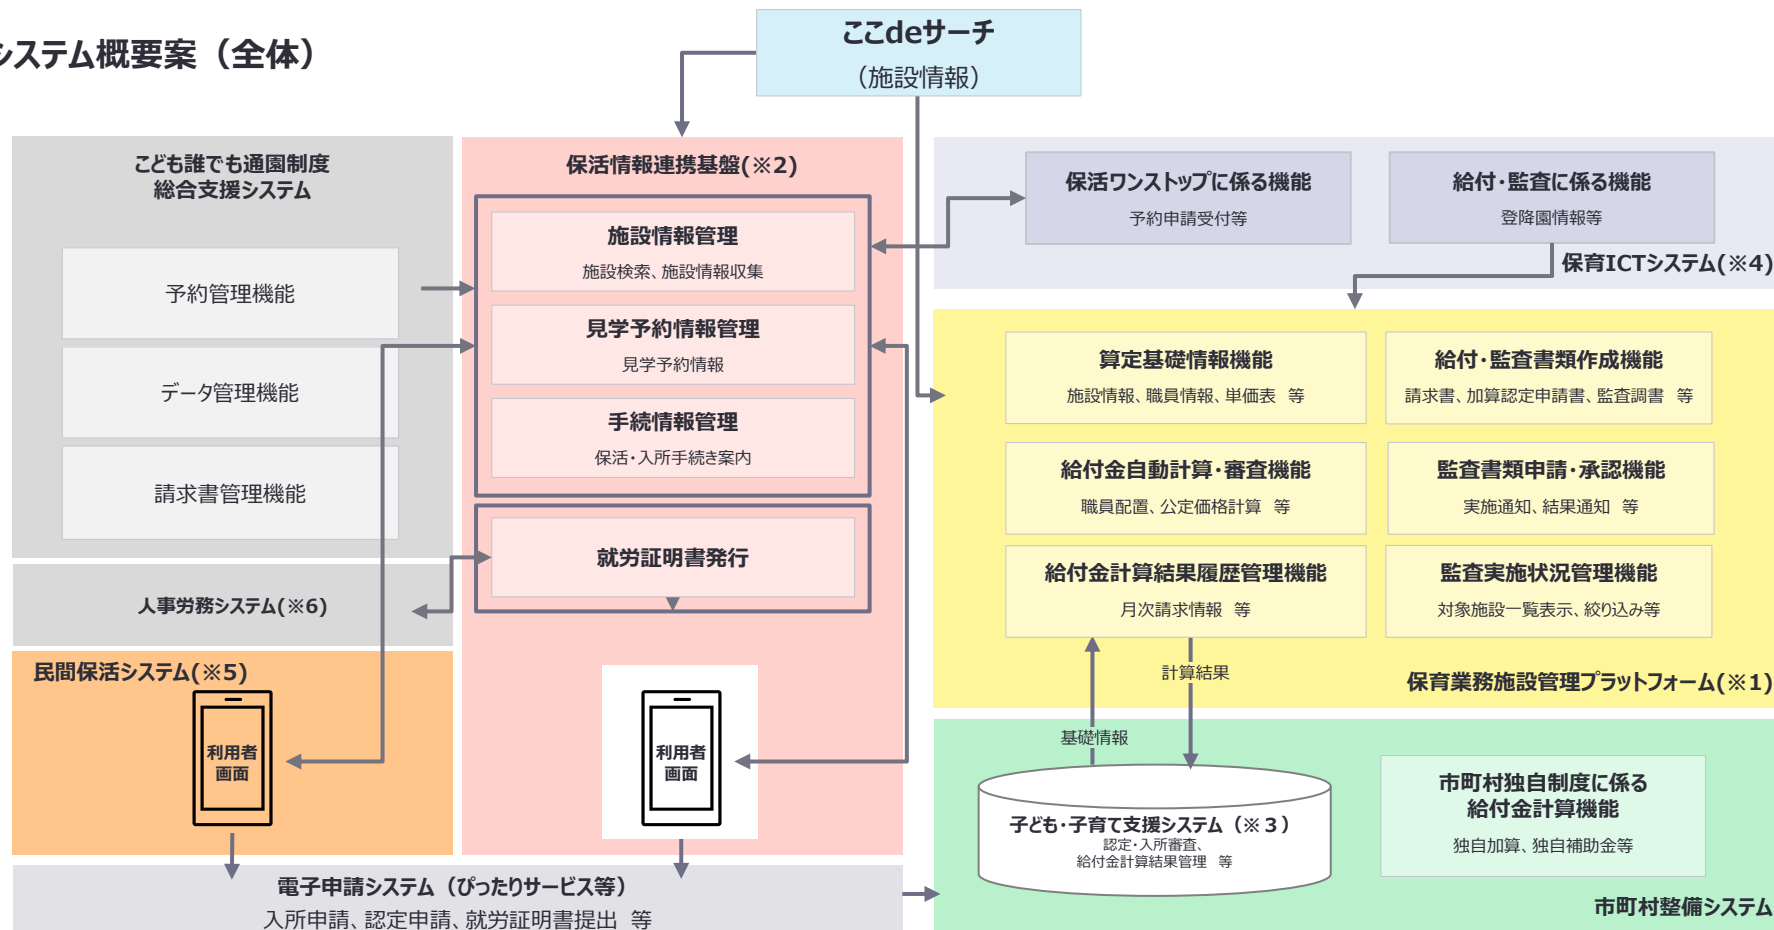 システム概要案（全体）
ここdeサーチ
（施設情報）
こども誰でも通園制度
総合支援システム
予約管理機能
データ管理機能
請求書管理機能
人事労務システム(※6)
民間保活システム(※5)
利用者
画面
保活情報連携基盤(※2)
施設情報管理
施設検索、施設情報収集
見学予約情報管理
見学予約情報
手続情報管理
保活・入所手続き案内
就労証明書発行
利用者
画面
電子申請システム（ぴったりサービス等）
入所申請、認定申請、就労証明書提出　等
保活ワンストップに係る機能
予約申請受付等
給付・監査に係る機能
登降園情報等
保育ICTシステム(※4)
算定基礎情報機能
施設情報、職員情報、単価表　等
給付・監査書類作成機能
請求書、加算認定申請書、監査調書　等
給付金自動計算・審査機能
職員配置、公定価格計算　等
監査書類申請・承認機能
実施通知、結果通知　等
給付金計算結果履歴管理機能
月次請求情報　等
監査実施状況管理機能
対象施設一覧表示、絞り込み等
計算結果
保育業務施設管理プラットフォーム(※1)
基礎情報
子ども・子育て支援システム（※３）
認定・入所審査、
給付金計算結果管理　等
市町村独自制度に係る
給付金計算機能
独自加算、独自補助金等
市町村整備システム